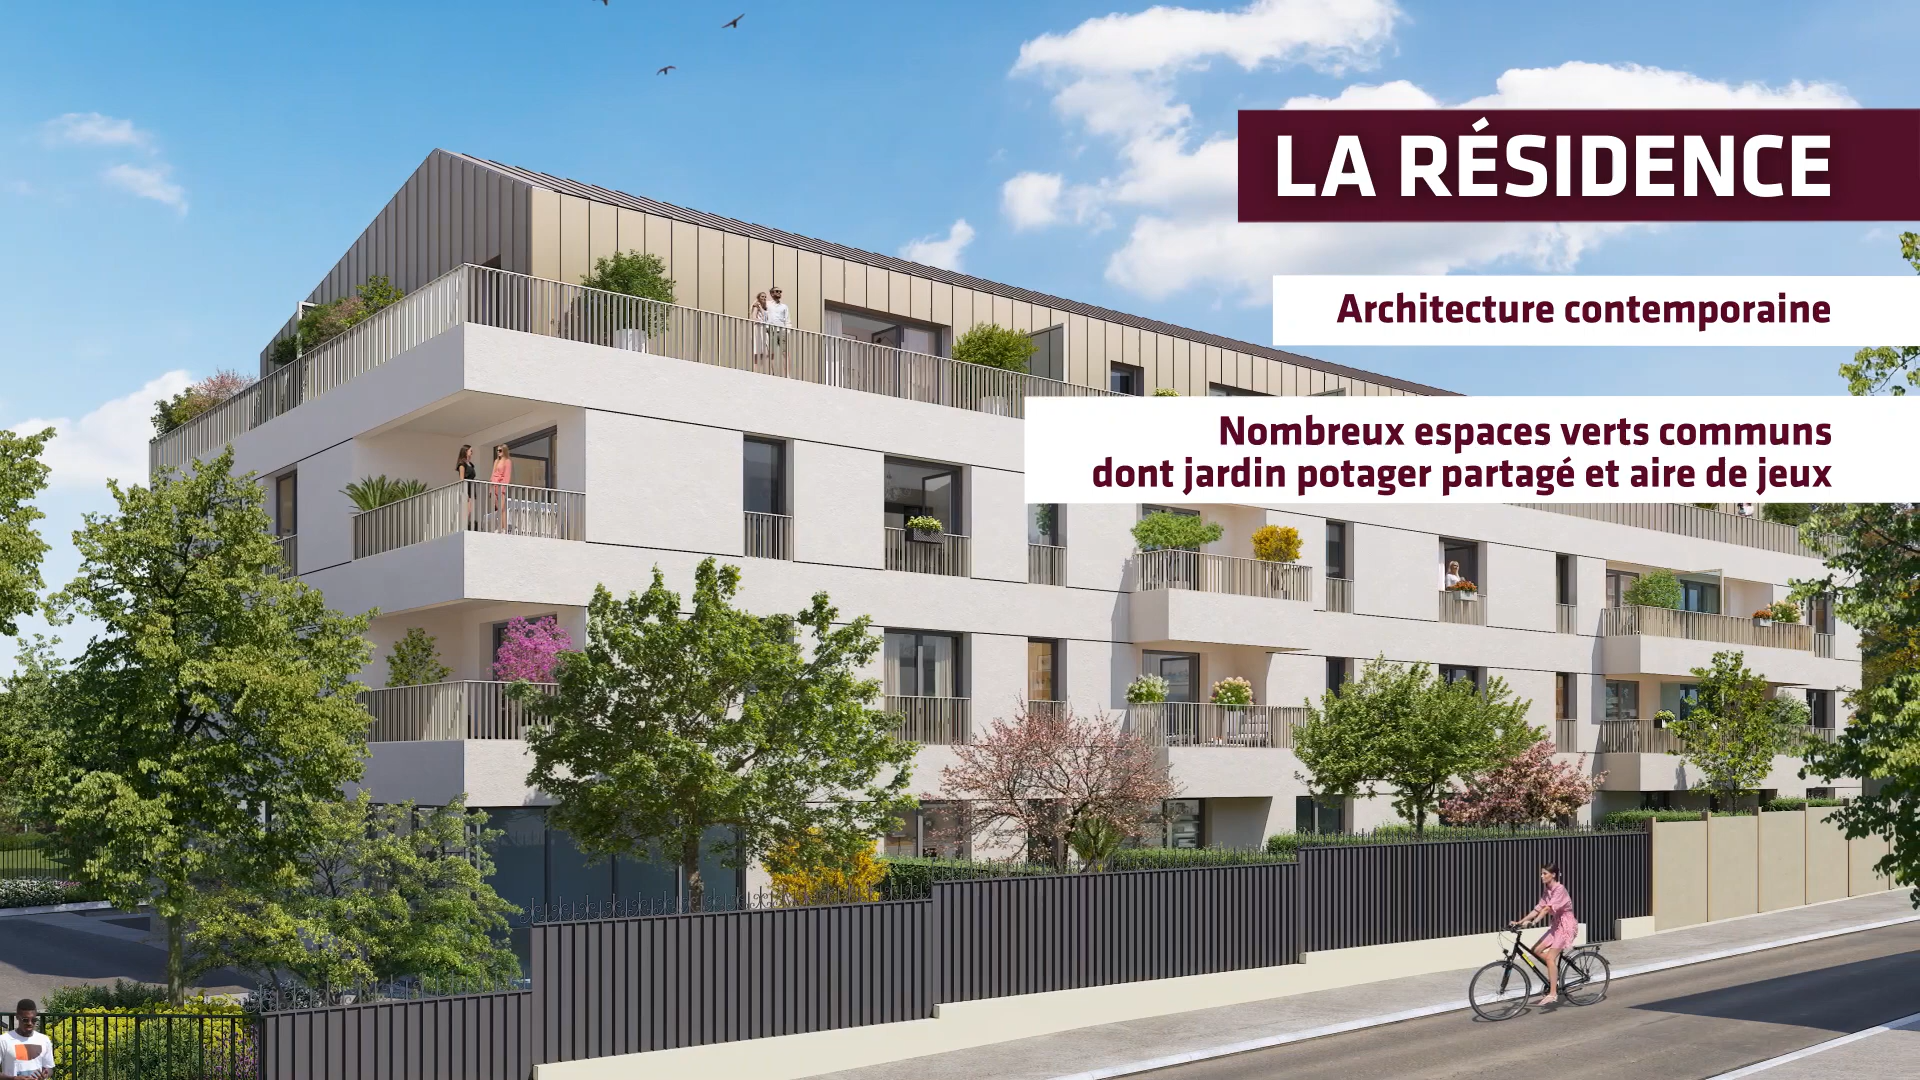 LA RÉSIDENCE
Architecture contemporaine
Nombreux espaces verts communs
dont jardin potager partagé et aire de jeux